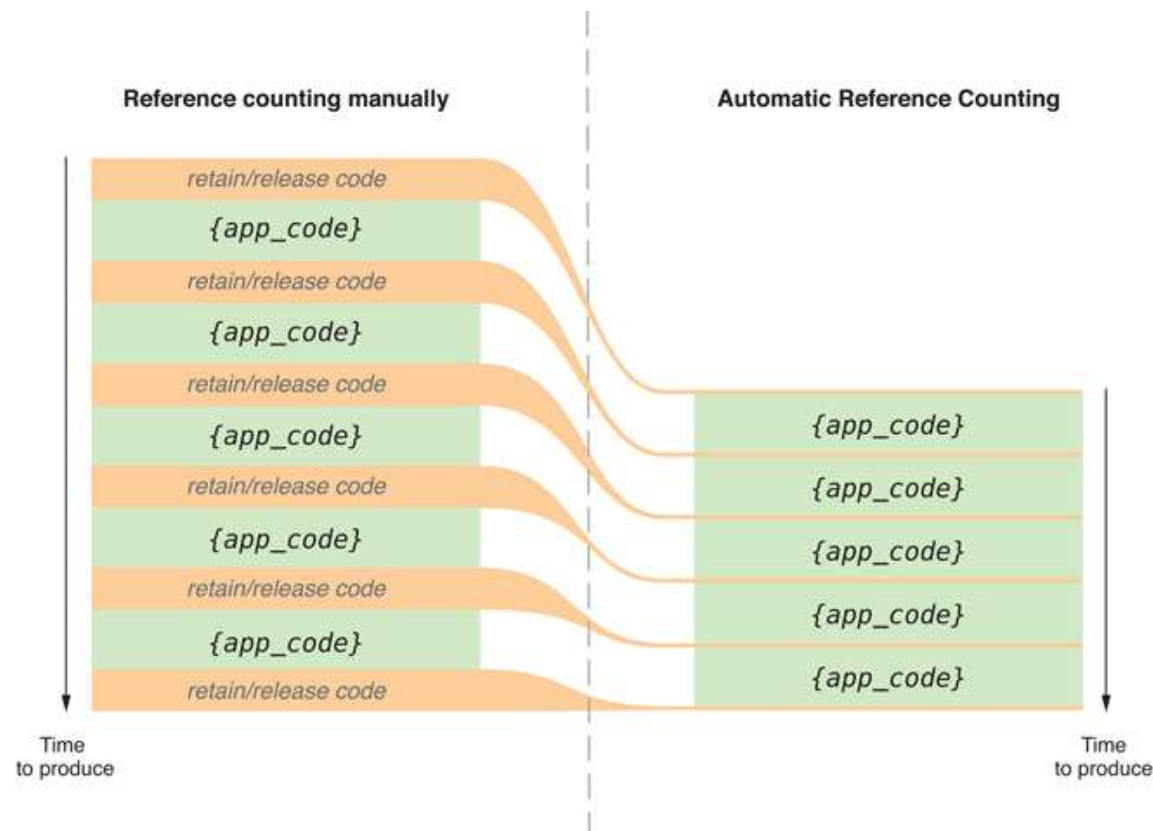 Reference counting manually
retain/release code
{app_code}
retain/release code
{app_code}
retain/release code
{app_code}
retain/release code
{app_code}
retain/release code
{app_code}
retain/release code
Time
to produce
Automatic Reference Counting
{app_code}
{app_code}
{app_code}
{app_code}
{app_code}
Time
to produce